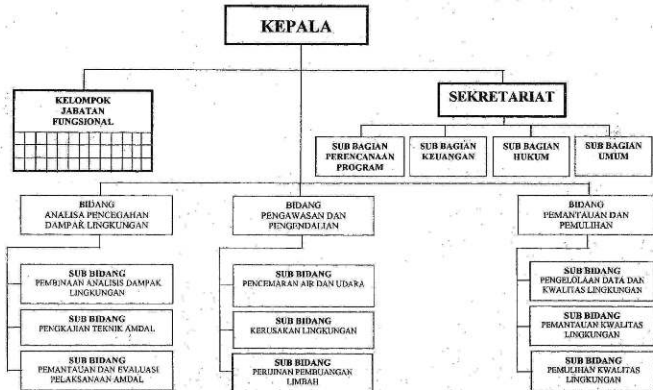 KEPALA
KELOMPOK
JABATAN
FUNGSIONAL
SEKRETARIAT
SUB BAGIAN
PERENCANAAN
PROGRAM
SUB BAGIAN
KEUANGAN
SUB BAGIAN
HUKUM
SUB BAGIAN
UMUM
BIDANG
ANALISA PENCEGAHAN
DAMPAK LINGKUNGAN
BIDANG
PENGAWASAN DAN
PENGENDALIAN
BIDANG
PEMANTAUAN DAN
PEMULIHAN
SUB BIDANG
PEMBINAAN ANALISIS DAMPAK
LINGKUNGAN
SUB BIDANG
PENGKAJIAN TEKNIK AMDAL
SUB BIDANG
PEMANTAUAN DAN EVALUASI
PELAKSANAAN AMDAL
SUB BIDANG
PENCEMARAN AIR DAN UDARA
SUB BIDANG
KERUSAKAN LINGKUNGAN
SUB BIDANG
PERIJINAN PEMBUANGAN
LIMBAH
SUB BIDANG
PENGELOLAAN DATA DAN
KWALITAS LINGKUNGAN
SUB BIDANG
PEMANTAUAN KWALITAS
LINGKUNGAN
SUB BIDANG
PEMULIHAN KWALITAS
LINGKUNGAN